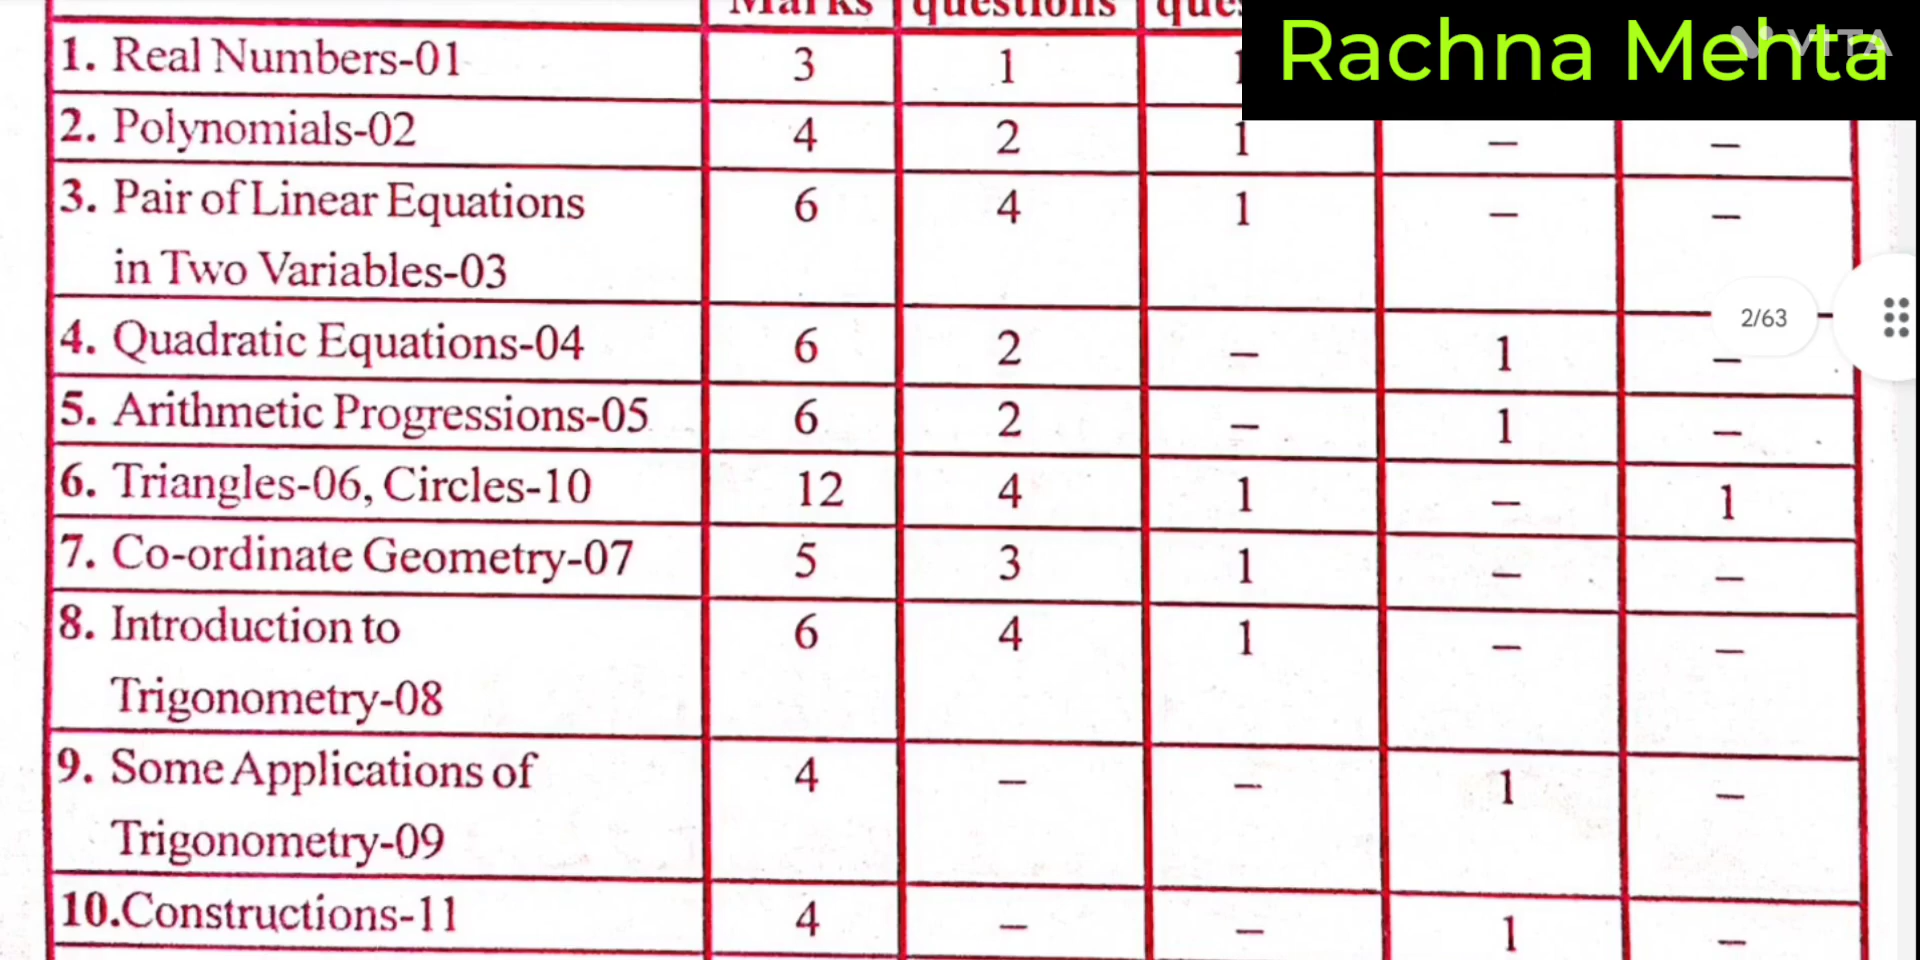 Marks questions
Rachna Mehta
VITA
1. Real Numbers-01 3 1
2. Polynomials-02 4 2 1 – –
3. Pair of Linear Equations 6 4 1 – –
in Two Variables-03
2/63
4. Quadratic Equations-04 6 2 – 1 –
5. Arithmetic Progressions-05 6 2 – 1 –
6. Triangles-06, Circles-10 12 4 1 – 1
7. Co-ordinate Geometry-07 5 3 1 – –
8. Introduction to 6 4 1 – –
Trigonometry-08
9. Some Applications of 4 – – 1 –
Trigonometry-09
10.Constructions-11 4 – – 1 –